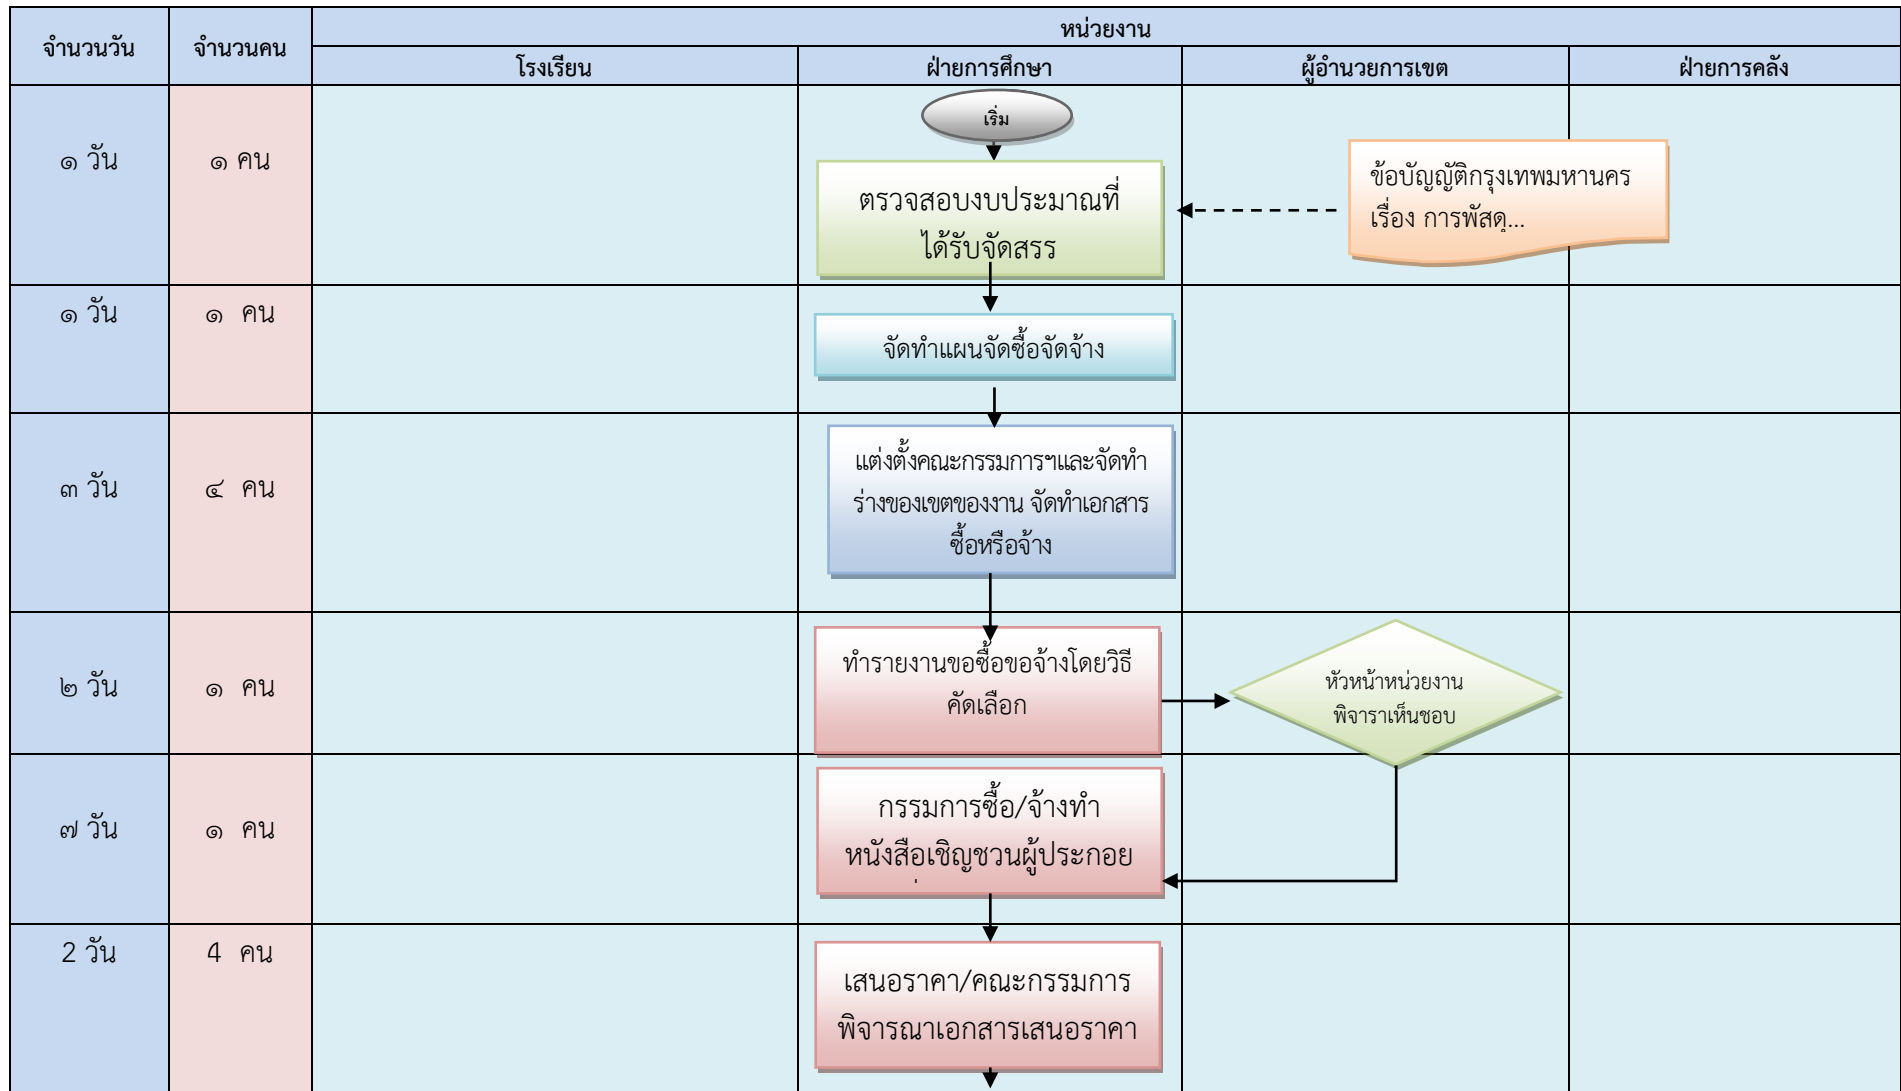 จำนวนวัน
จำนวนคน
หน่วยงาน
โรงเรียน
ฝ่ายการศึกษา
ผู้อำนวยการเขต
ฝ่ายการคลัง
เริ่ม
๑ วัน
๑ คน
ตรวจสอบงบประมาณที่
ได้รับจัดสรร
ข้อบัญญัติกรุงเทพมหานคร
เรื่อง การพัสดุ...
๑ วัน
๑ คน
จัดทำแผนจัดซื้อจัดจ้าง
๓ วัน
๔ คน
แต่งตั้งคณะกรรมการฯและจัดทำ
ร่างของเขตของงาน จัดทำเอกสาร
ซื้อหรือจ้าง
๒ วัน
๑ คน
ทำรายงานขอซื้อขอจ้างโดยวิธี
คัดเลือก
หัวหน้าหน่วยงาน
พิจาราเห็นชอบ
๗ วัน
๑ คน
กรรมการซื้อ/จ้างทำ
หนังสือเชิญชวนผู้ประกอย
2 วัน
4 คน
เสนอราคา/คณะกรรมการ
พิจารณาเอกสารเสนอราคา